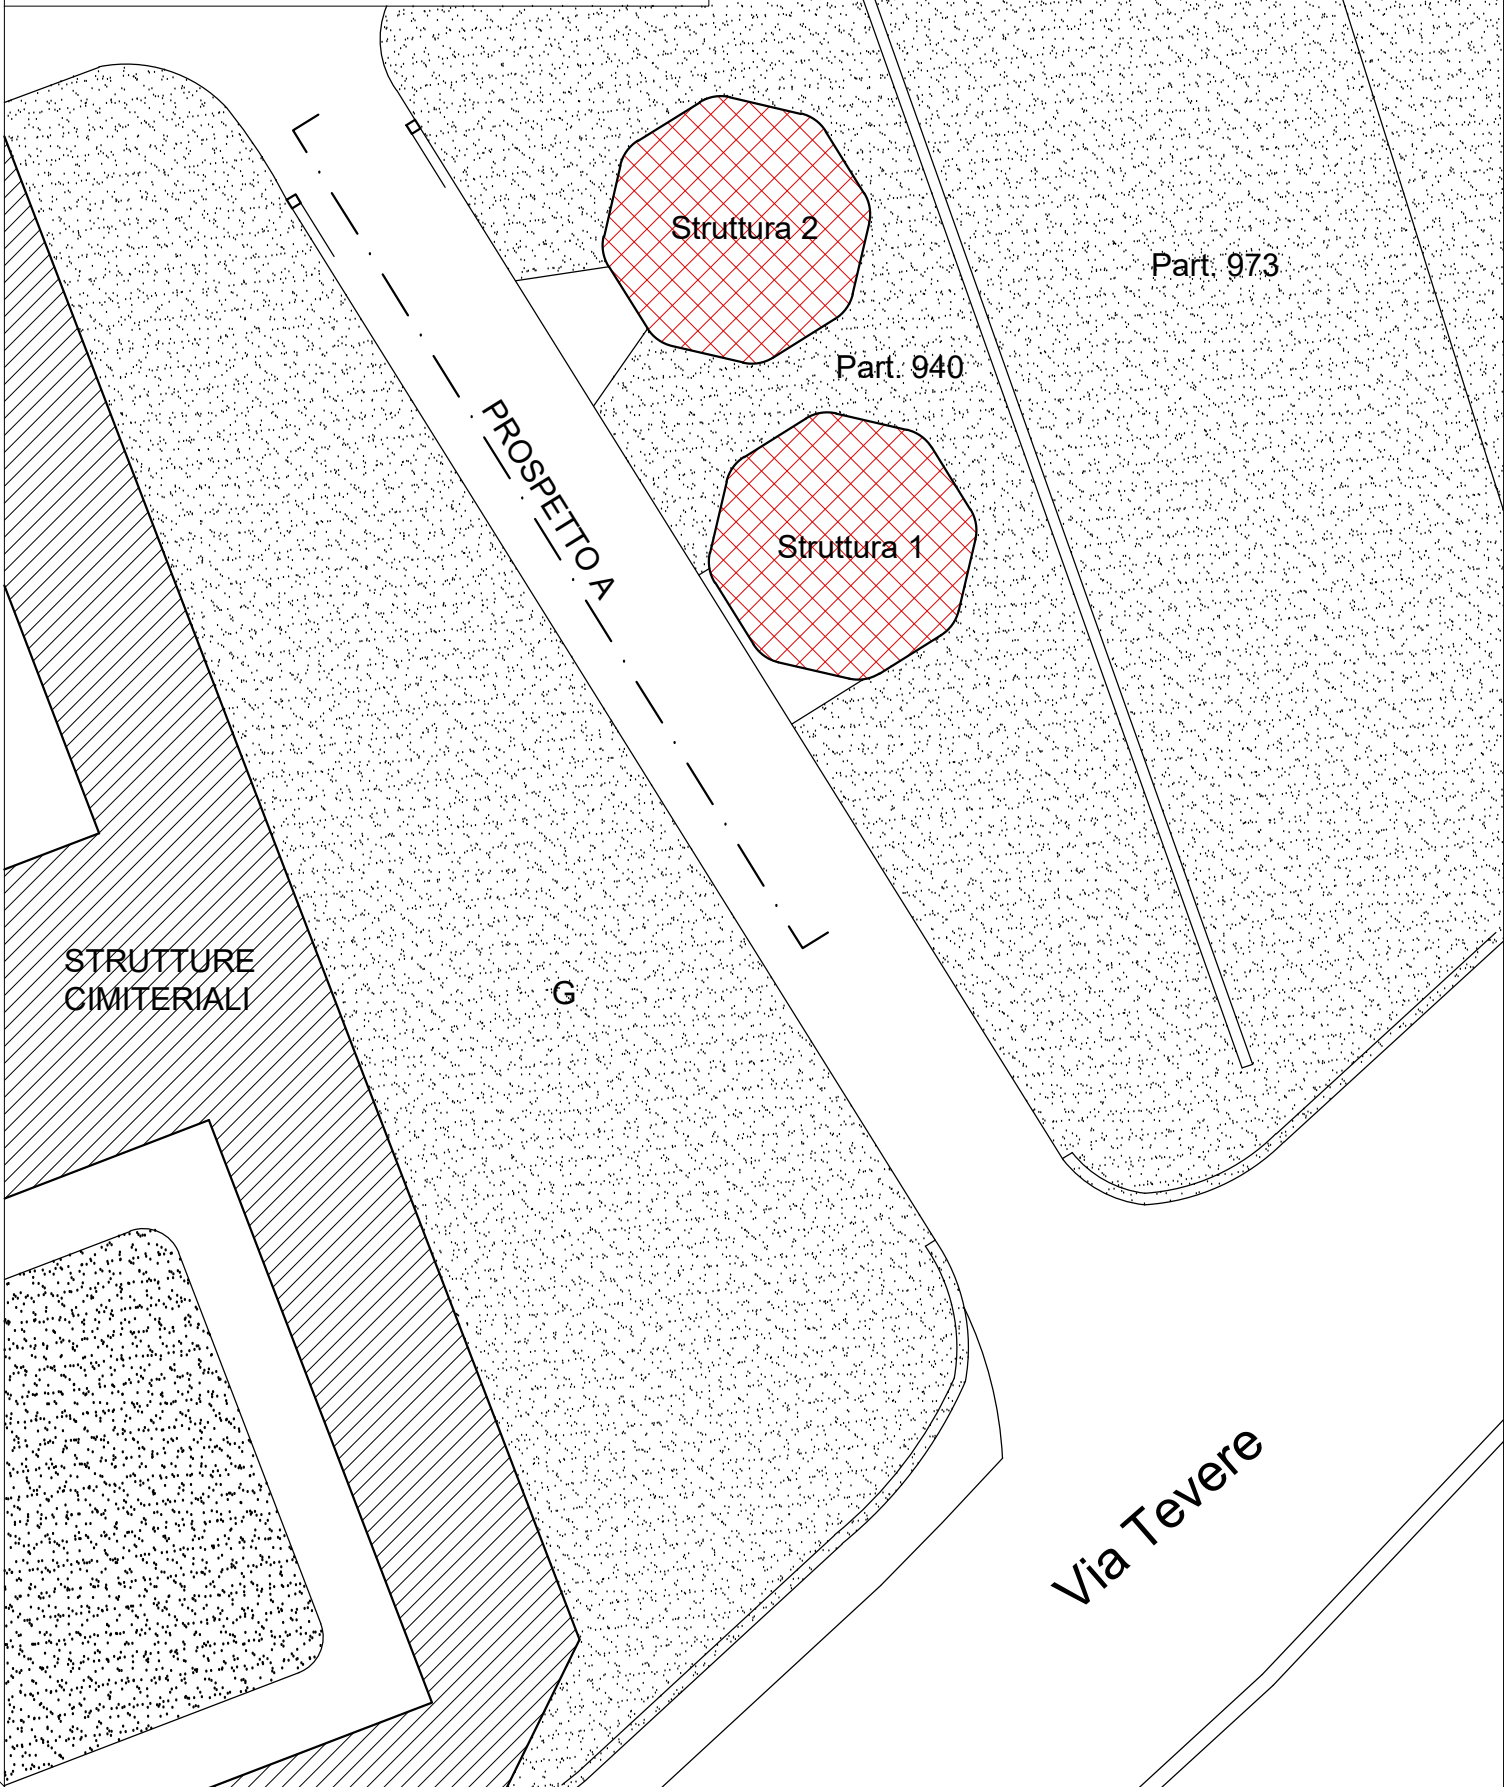 Struttura 2
Part. 973
Part. 940
PROSPETTO A
Struttura 1
STRUTTURE
CIMITERIALI
G
Via Tevere